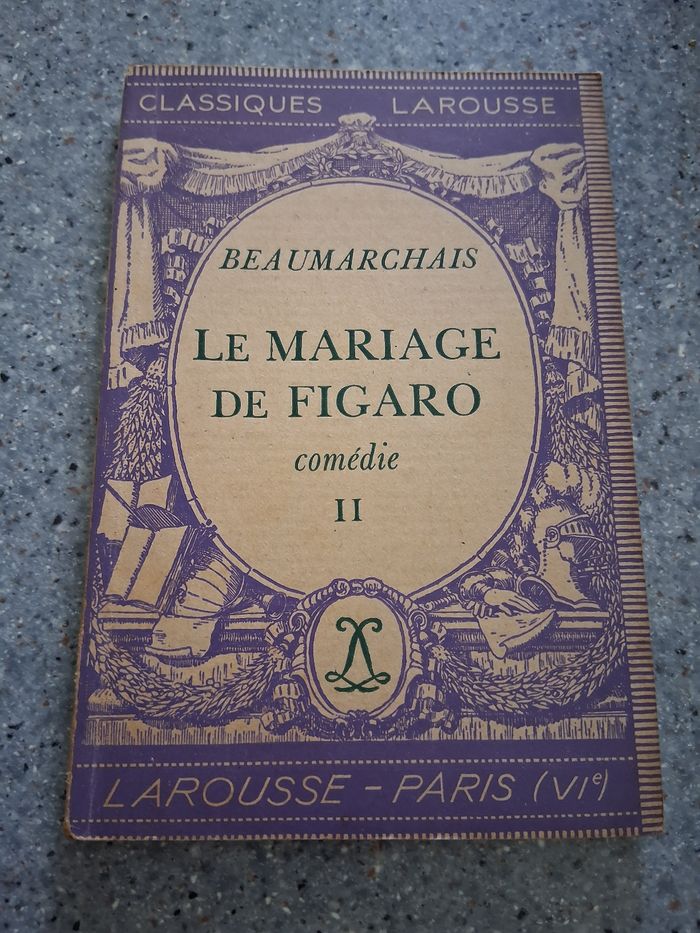 CLASSIQUES LAROUSSE
BEAUMARCHAIS
LE MARIAGE
DE FIGARO
comédie
II
LAROUSSE - PARIS (VIe)